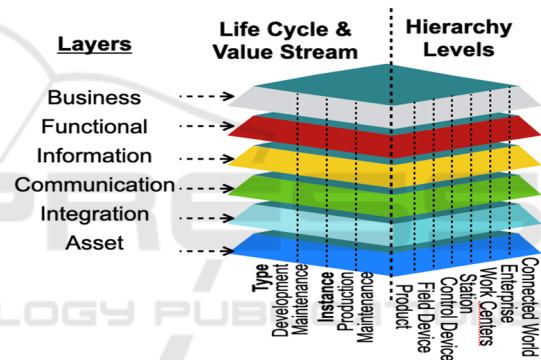 Layers
Life Cycle &
Value Stream
Hierarchy
Levels
Business
Functional
Information
Communication
Integration
Asset
Type
Development
Maintenance
Instance
Production
Maintenance
Product
Field Device
Control Device
Station
Work Centers
Enterprise
Connected World